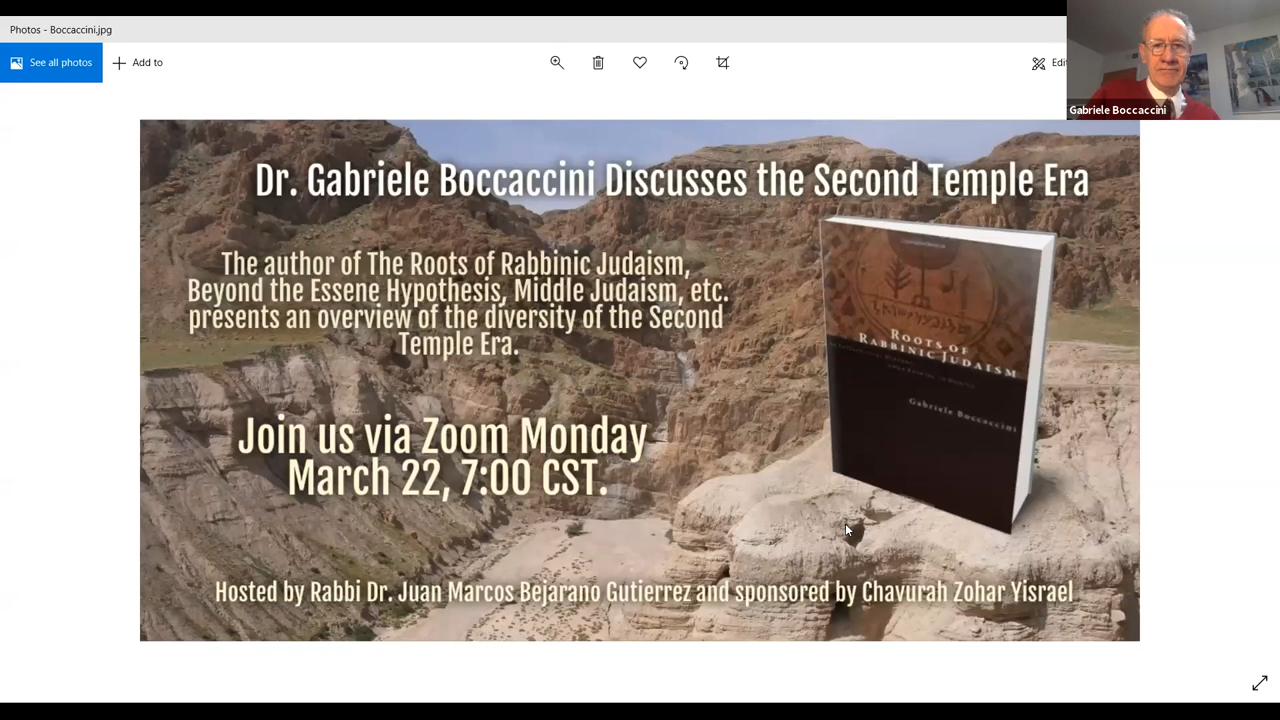 Photos - Boccaccini.jpg
See all photos
Add to
Edi
Gabriele Boccaccini
Dr. Gabriele Boccaccini Discusses the Second Temple Era
The author of The Roots of Rabbinic Judaism,
Beyond the Essene Hypothesis, Middle Judaism, etc.
presents an overview of the diversity of the Second
Temple Era.
ROOTS OF
RABBINIC JUDAISM
Gabriele Boccaccini
Join us via Zoom Monday
March 22, 7:00 CST.
Hosted by Rabbi Dr. Juan Marcos Bejarano Gutierrez and sponsored by Chavurah Zohar Yisrael